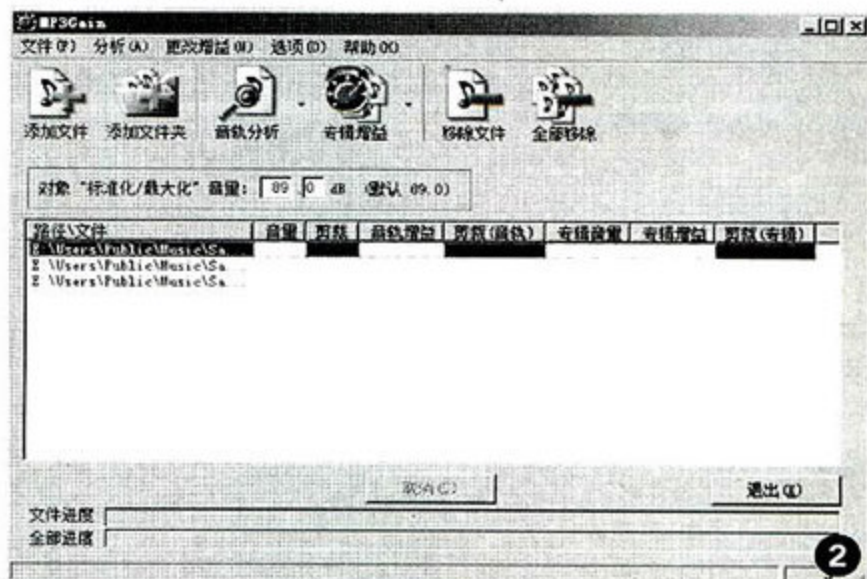 MP3Gain
文件(F) 分析(A) 更改增益(M) 选项(O) 帮助(X)
添加文件 添加文件夹 音轨分析 专辑增益 移除文件 全部移除
对象 "标准化/最大化" 音量: 89 .0 dB (默认 89.0)
路径\文件 音量 剪裁 音轨增益 剪裁(音轨) 专辑音量 专辑增益 剪裁(专辑)
E \Users\Public\Music\Sa...
E \Users\Public\Music\Sa...
E \Users\Public\Music\Sa...
取消(C) 退出(X)
文件进度
全部进度
2